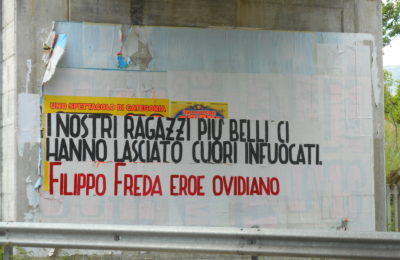 UNO SPETTACOLO DI CATEGORIA
I NOSTRI RAGAZZI PIÙ BELLI CI
HANNO LASCIATO CUORI INFUOCATI.
FILIPPO FREDA EROE OVIDIANO